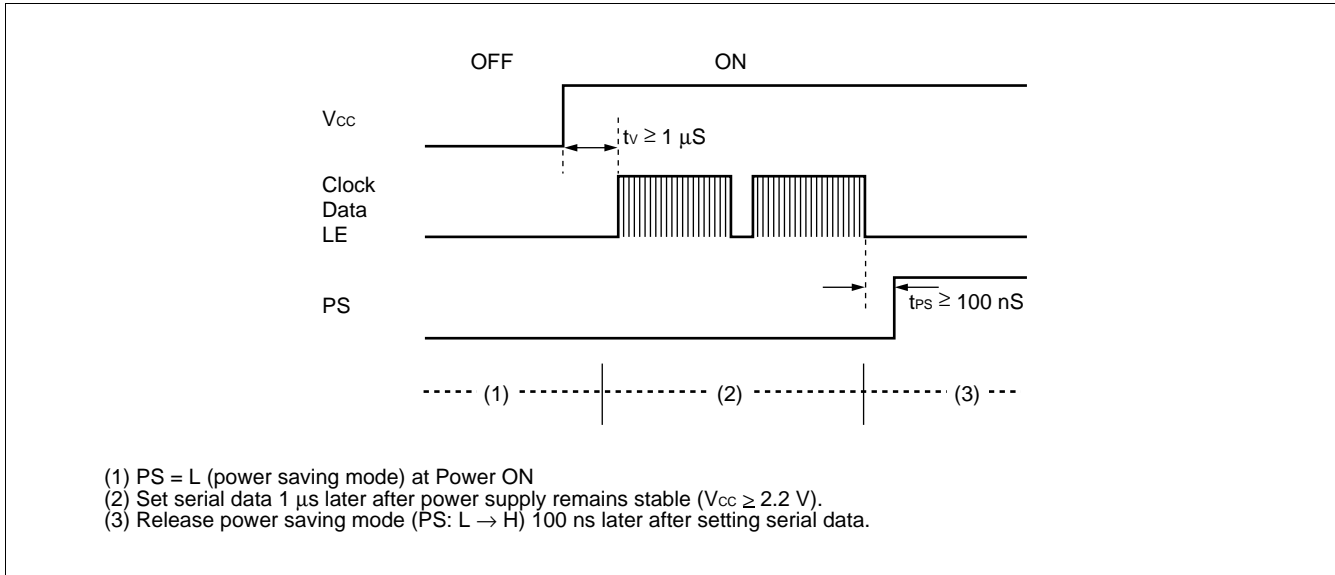 OFF ON
Vcc
tv ≥ 1 μS
Clock
Data
LE
PS
tPS ≥ 100 nS
(1) (2) (3)
(1) PS = L (power saving mode) at Power ON
(2) Set serial data 1 μs later after power supply remains stable (Vcc ≥ 2.2 V).
(3) Release power saving mode (PS: L → H) 100 ns later after setting serial data.